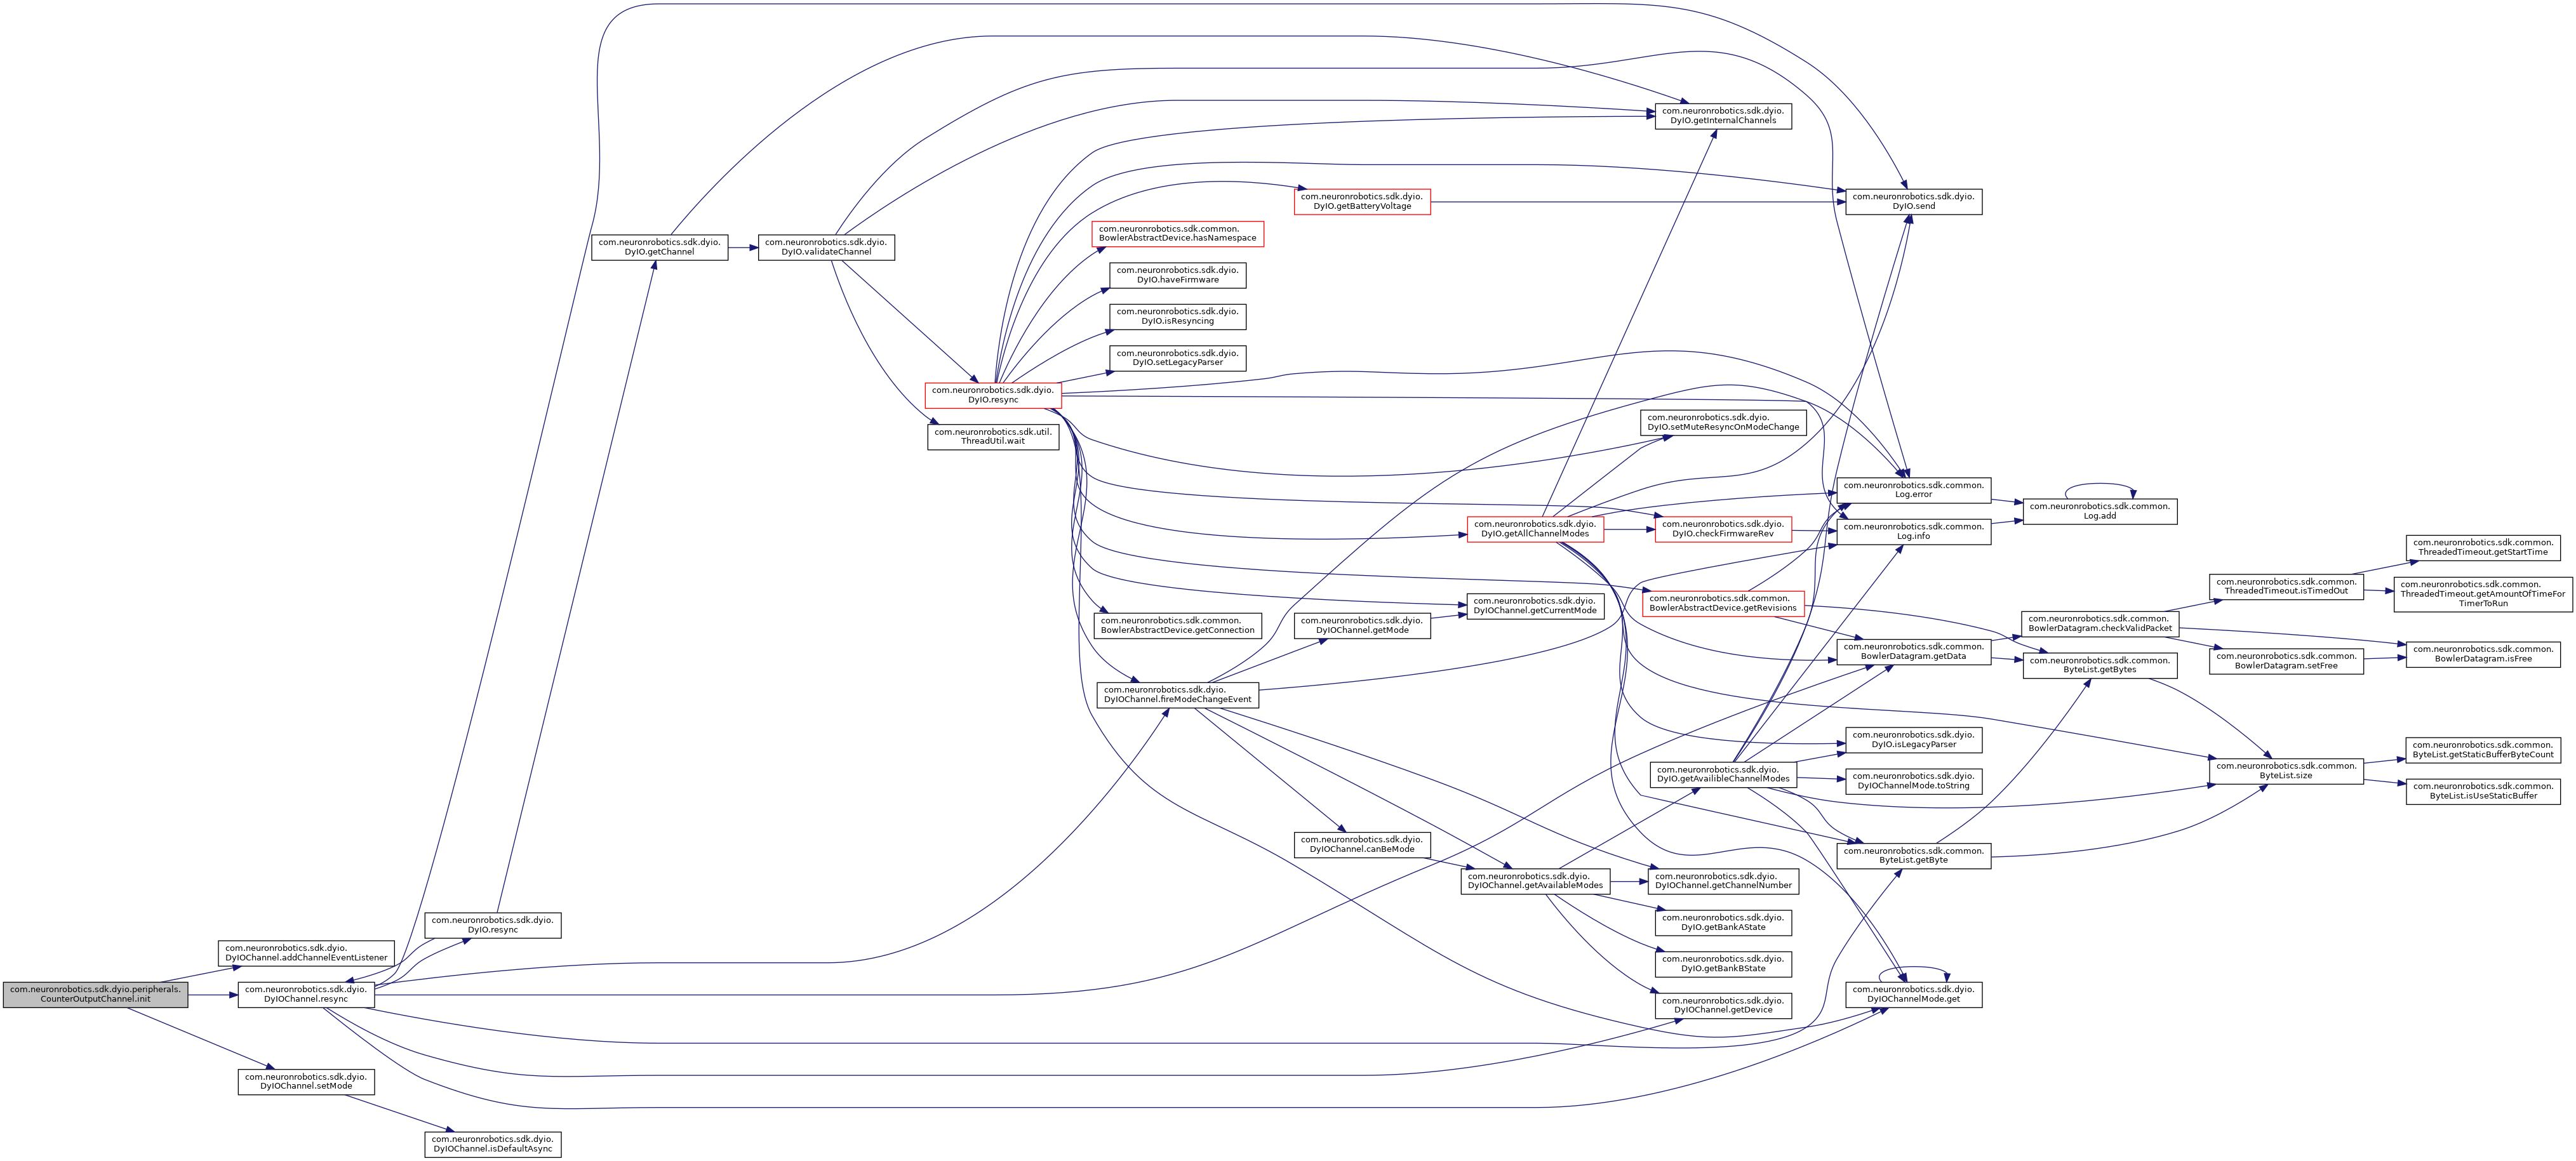 com.neuronrobotics.sdk.dyio.peripherals.
CounterOutputChannel.init
com.neuronrobotics.sdk.dyio.
DyIOChannel.addChannelEventListener
com.neuronrobotics.sdk.dyio.
DyIOChannel.resync
com.neuronrobotics.sdk.dyio.
DyIOChannel.setMode
com.neuronrobotics.sdk.dyio.
DyIO.resync
com.neuronrobotics.sdk.dyio.
DyIOChannel.isDefaultAsync
com.neuronrobotics.sdk.dyio.
DyIO.getChannel
com.neuronrobotics.sdk.dyio.
DyIO.validateChannel
com.neuronrobotics.sdk.dyio.
DyIO.resync
com.neuronrobotics.sdk.util.
ThreadUtil.wait
com.neuronrobotics.sdk.common.
BowlerAbstractDevice.hasNamespace
com.neuronrobotics.sdk.dyio.
DyIO.haveFirmware
com.neuronrobotics.sdk.dyio.
DyIO.isResyncing
com.neuronrobotics.sdk.dyio.
DyIO.setLegacyParser
com.neuronrobotics.sdk.common.
BowlerAbstractDevice.getConnection
com.neuronrobotics.sdk.dyio.
DyIOChannel.fireModeChangeEvent
com.neuronrobotics.sdk.dyio.
DyIO.getBatteryVoltage
com.neuronrobotics.sdk.dyio.
DyIOChannel.getMode
com.neuronrobotics.sdk.dyio.
DyIOChannel.canBeMode
com.neuronrobotics.sdk.dyio.
DyIO.getAllChannelModes
com.neuronrobotics.sdk.dyio.
DyIOChannel.getCurrentMode
com.neuronrobotics.sdk.dyio.
DyIOChannel.getAvailableModes
com.neuronrobotics.sdk.dyio.
DyIO.getInternalChannels
com.neuronrobotics.sdk.dyio.
DyIO.setMuteResyncOnModeChange
com.neuronrobotics.sdk.dyio.
DyIO.checkFirmwareRev
com.neuronrobotics.sdk.common.
BowlerAbstractDevice.getRevisions
com.neuronrobotics.sdk.dyio.
DyIO.getAvailibleChannelModes
com.neuronrobotics.sdk.dyio.
DyIOChannel.getChannelNumber
com.neuronrobotics.sdk.dyio.
DyIO.getBankAState
com.neuronrobotics.sdk.dyio.
DyIO.getBankBState
com.neuronrobotics.sdk.dyio.
DyIOChannel.getDevice
com.neuronrobotics.sdk.dyio.
DyIO.send
com.neuronrobotics.sdk.common.
Log.error
com.neuronrobotics.sdk.common.
Log.info
com.neuronrobotics.sdk.common.
BowlerDatagram.getData
com.neuronrobotics.sdk.dyio.
DyIO.isLegacyParser
com.neuronrobotics.sdk.dyio.
DyIOChannelMode.toString
com.neuronrobotics.sdk.common.
ByteList.getByte
com.neuronrobotics.sdk.dyio.
DyIOChannelMode.get
com.neuronrobotics.sdk.common.
Log.add
com.neuronrobotics.sdk.common.
BowlerDatagram.checkValidPacket
com.neuronrobotics.sdk.common.
ByteList.getBytes
com.neuronrobotics.sdk.common.
ThreadedTimeout.isTimedOut
com.neuronrobotics.sdk.common.
BowlerDatagram.setFree
com.neuronrobotics.sdk.common.
ByteList.size
com.neuronrobotics.sdk.common.
ThreadedTimeout.getStartTime
com.neuronrobotics.sdk.common.
ThreadedTimeout.getAmountOfTimeFor
TimerToRun
com.neuronrobotics.sdk.common.
BowlerDatagram.isFree
com.neuronrobotics.sdk.common.
ByteList.getStaticBufferByteCount
com.neuronrobotics.sdk.common.
ByteList.isUseStaticBuffer